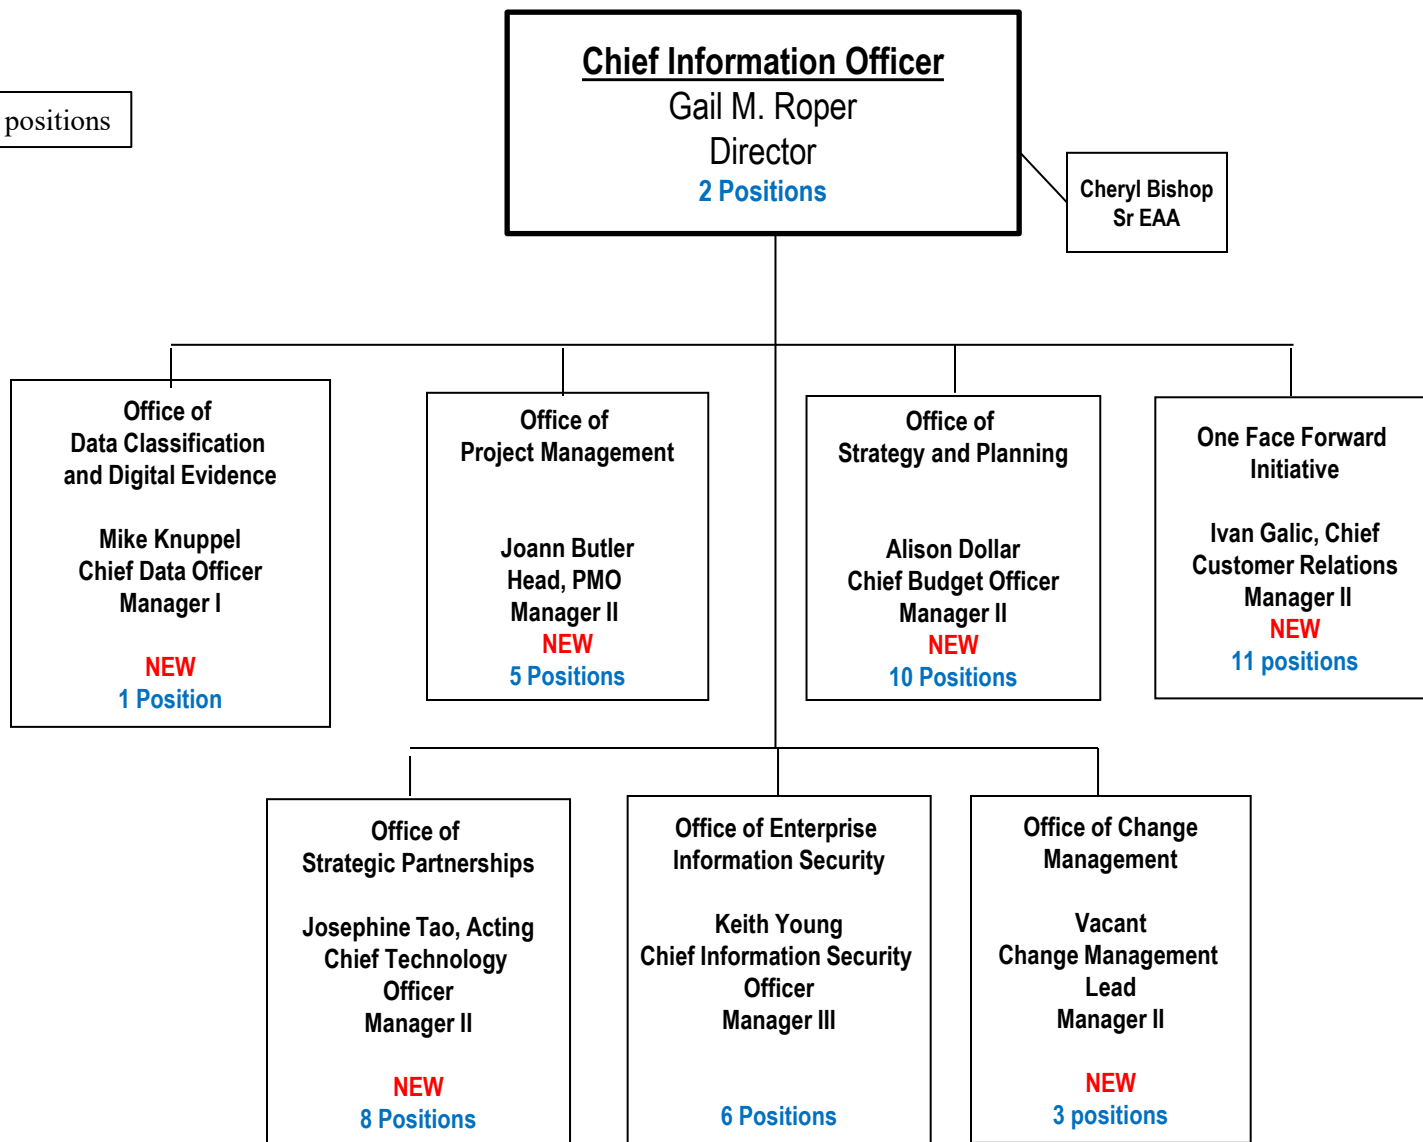 Chief Information Officer
Gail M. Roper
Director
2 Positions
positions
Cheryl Bishop
Sr EAA
Office of
Data Classification
and Digital Evidence
Mike Knuppel
Chief Data Officer
Manager I
NEW
1 Position
Office of
Project Management
Joann Butler
Head, PMO
Manager II
NEW
5 Positions
Office of
Strategy and Planning
Alison Dollar
Chief Budget Officer
Manager II
NEW
10 Positions
One Face Forward
Initiative
Ivan Galic, Chief
Customer Relations
Manager II
NEW
11 positions
Office of
Strategic Partnerships
Josephine Tao, Acting
Chief Technology
Officer
Manager II
NEW
8 Positions
Office of Enterprise
Information Security
Keith Young
Chief Information Security
Officer
Manager III
6 Positions
Office of Change
Management
Vacant
Change Management
Lead
Manager II
NEW
3 positions